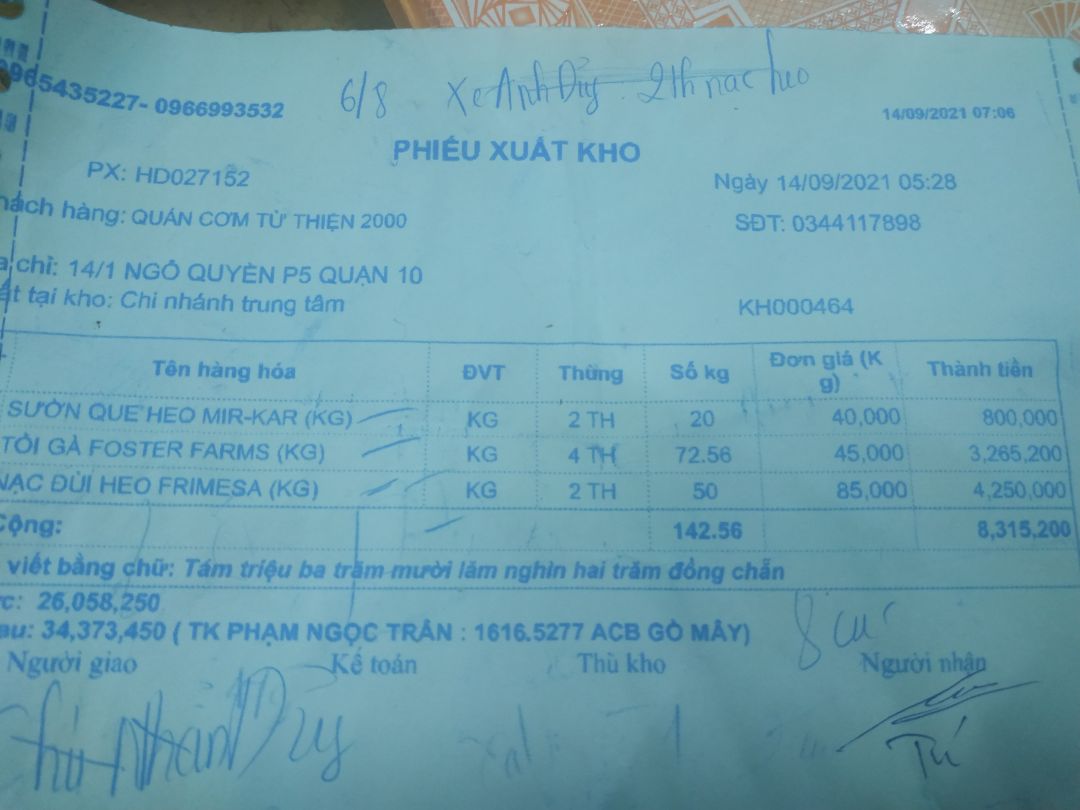 0965435227- 0966993532
6/8 Xe Anh Duy 2th nạc heo
14/09/2021 07:06
PHIẾU XUẤT KHO
PX: HD027152
Ngày 14/09/2021 05:28
hách hàng: QUÁN CƠM TỪ THIỆN 2000
SĐT: 0344117898
a chỉ: 14/1 NGÔ QUYỀN P5 QUẬN 10
ất tại kho: Chi nhánh trung tâm
KH000464
Tên hàng hóa ĐVT Thùng Số kg Đơn giá (K
g) Thành tiền
SƯỜN QUE HEO MIR-KAR (KG) KG 2 TH 20 40,000 800,000
TỎI GÀ FOSTER FARMS (KG) KG 4 TH 72.56 45,000 3,265,200
NẠC ĐÙI HEO FRIMESA (KG) KG 2 TH 50 85,000 4,250,000
Cộng: 142.56 8,315,200
viết bằng chữ: Tám triệu ba trăm mười lăm nghìn hai trăm đồng chẵn
ớc: 26,058,250
au: 34,373,450 ( TK PHẠM NGỌC TRÂN : 1616.5277 ACB GÒ MÂY)
8 cục
Người giao Kế toán Thủ kho Người nhận
Nhàn Duy
Tú